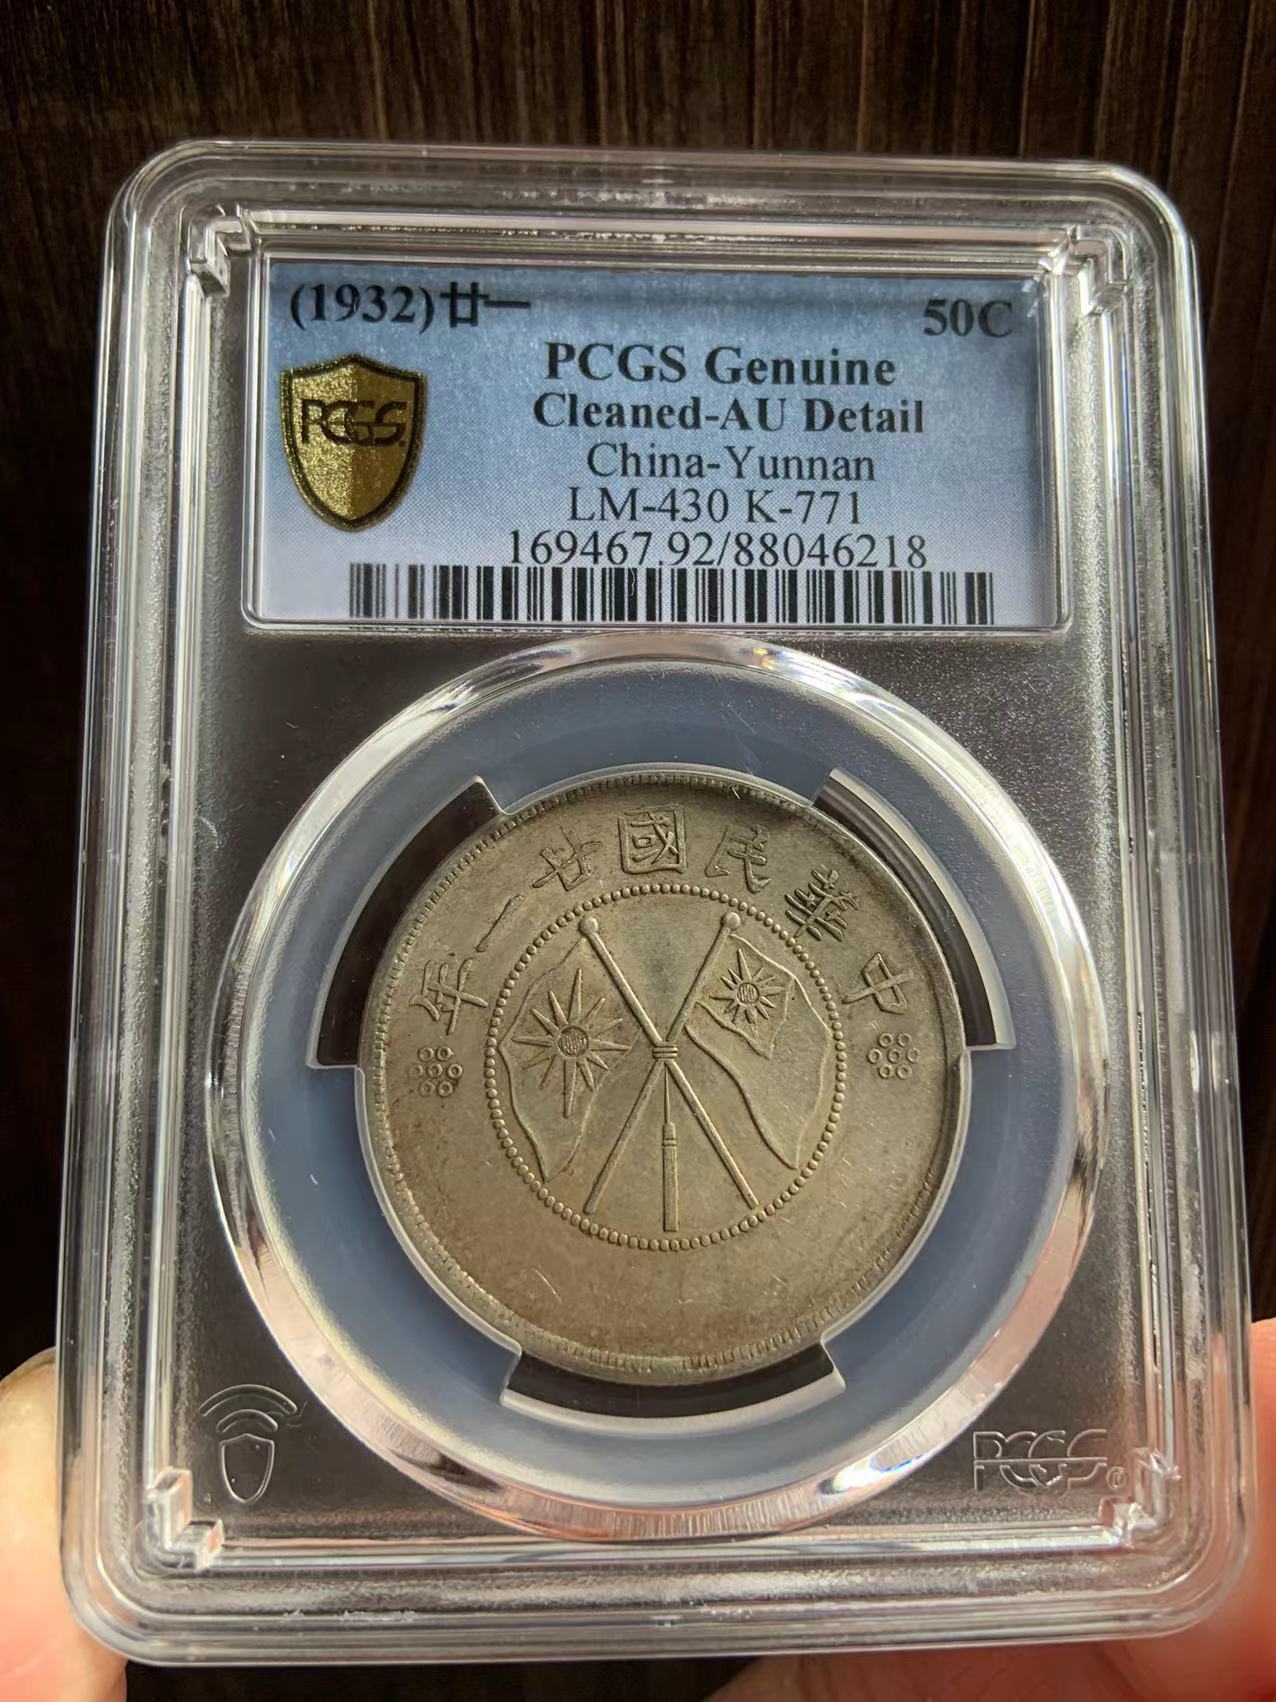 (1932)廿一 50C
PCGS Genuine
PCGS
Cleaned-AU Detail
China-Yunnan
LM-430 K-771
169467.92/88046218
中華民國廿一年
PCGS